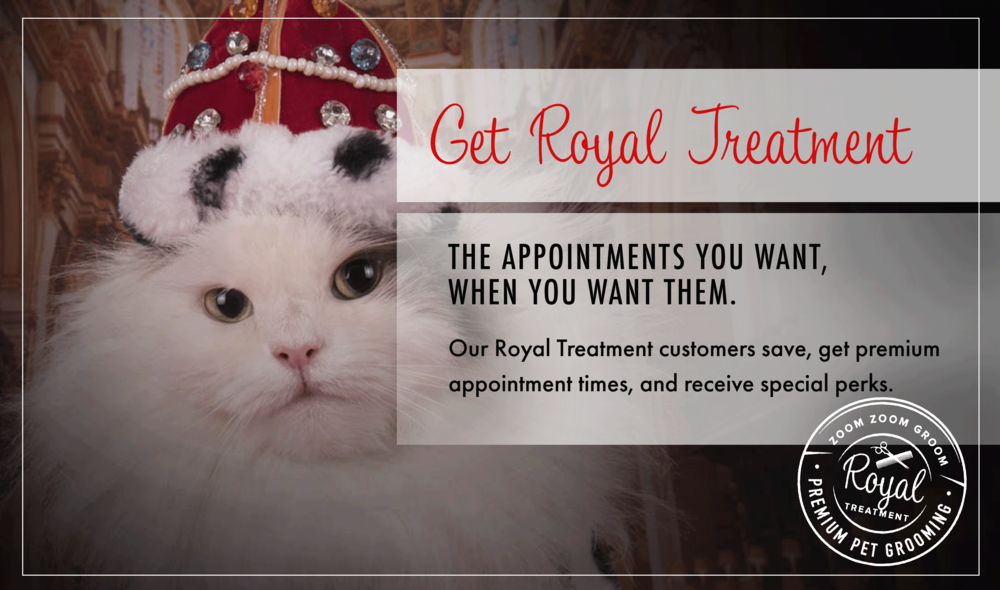 Get Royal Treatment
THE APPOINTMENTS YOU WANT,
WHEN YOU WANT THEM.
Our Royal Treatment customers save, get premium
appointment times, and receive special perks.
ZOOM ZOOM GROOM
Royal
TREATMENT
PREMIUM PET GROOMING